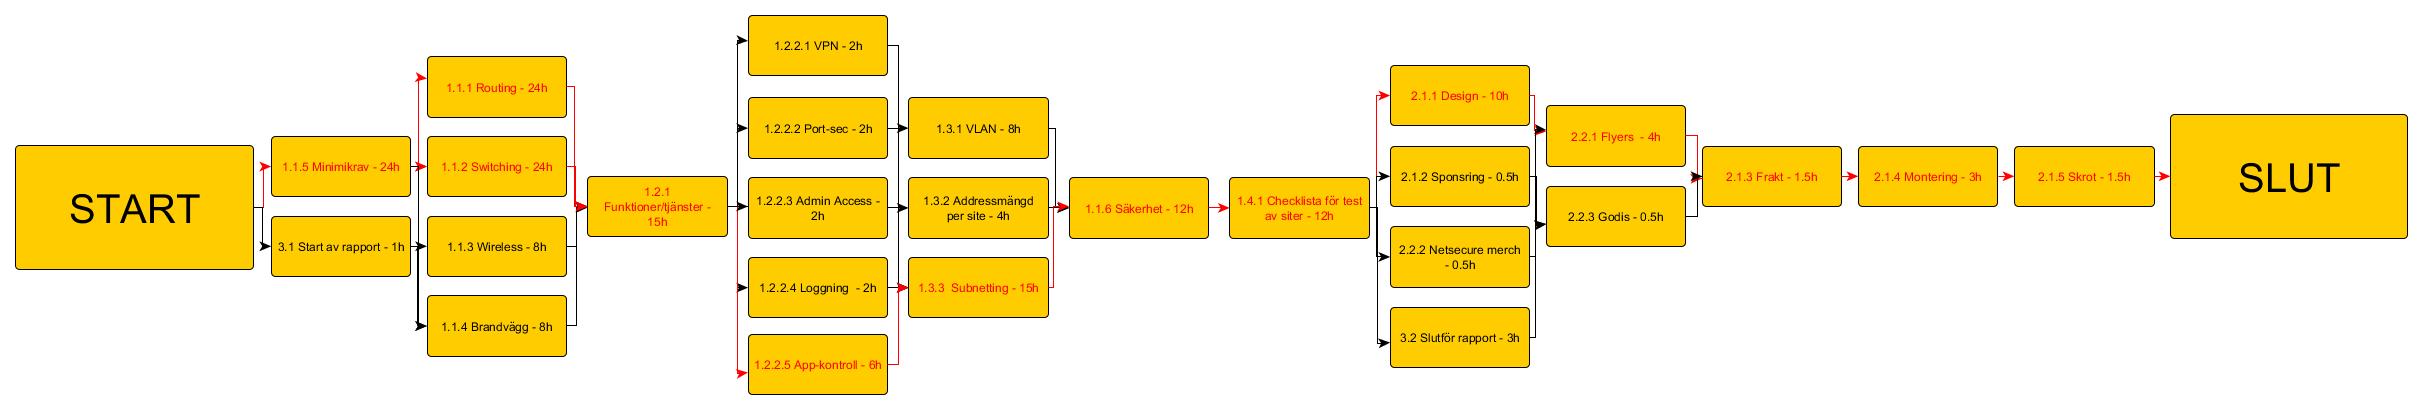 START
1.1.5 Minimikrav - 24h
3.1 Start av rapport - 1h
1.1.1 Routing - 24h
1.1.2 Switching - 24h
1.1.3 Wireless - 8h
1.1.4 Brandvägg - 8h
1.2.1
Funktioner/tjänster -
15h
1.2.2.1 VPN - 2h
1.2.2.2 Port-sec - 2h
1.2.2.3 Admin Access -
2h
1.2.2.4 Loggning - 2h
1.2.2.5 App-kontroll - 6h
1.3.1 VLAN - 8h
1.3.2 Addressmängd
per site - 4h
1.3.3 Subnetting - 15h
1.1.6 Säkerhet - 12h
1.4.1 Checklista för test
av siter - 12h
2.1.1 Design - 10h
2.1.2 Sponsring - 0.5h
2.2.2 Netsecure merch
- 0.5h
3.2 Slutför rapport - 3h
2.2.1 Flyers - 4h
2.2.3 Godis - 0.5h
2.1.3 Frakt - 1.5h
2.1.4 Montering - 3h
2.1.5 Skrot - 1.5h
SLUT